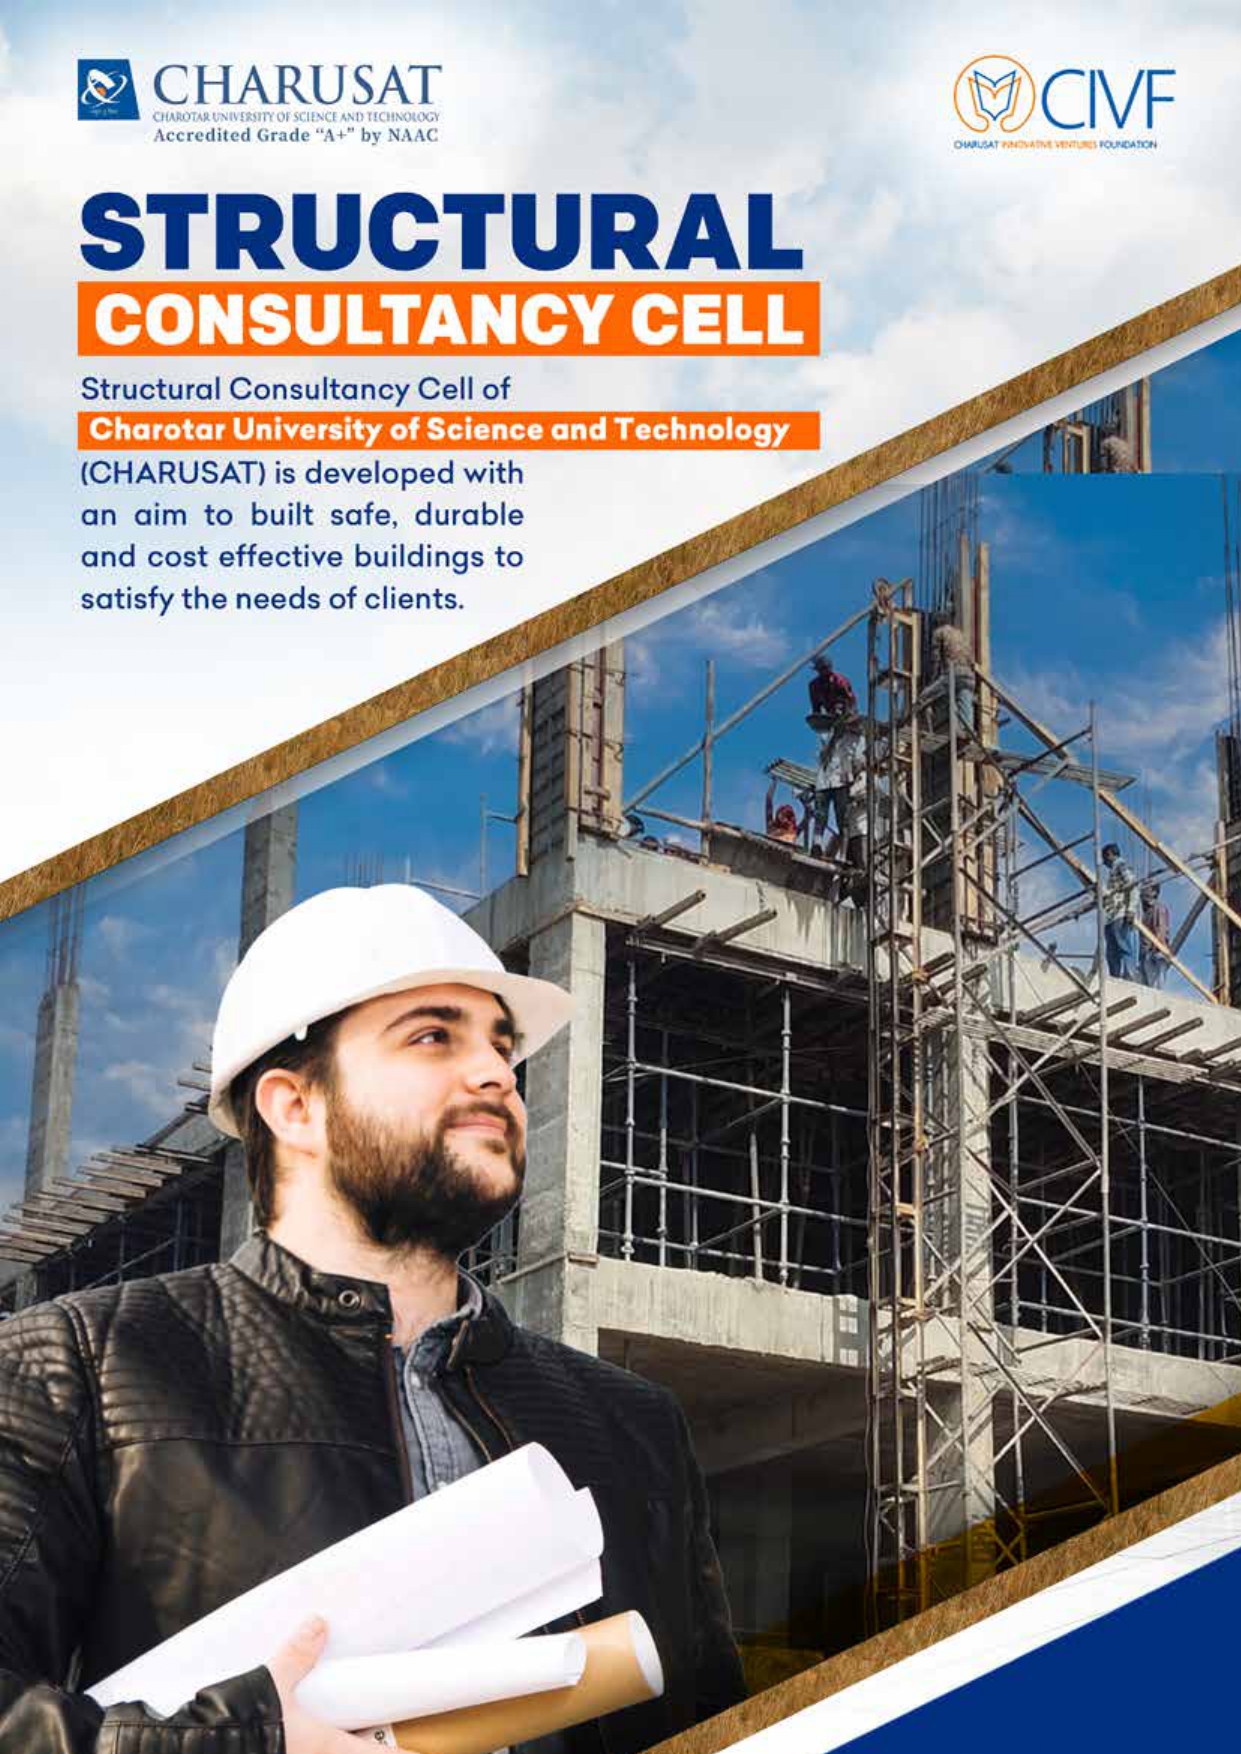 CHARUSAT
CHAROTAR UNIVERSITY OF SCIENCE AND TECHNOLOGY
Accredited Grade "A+" by NAAC
CIVF
CHARUSAT INNOVATIVE VENTURES FOUNDATION
STRUCTURAL
CONSULTANCY CELL
Structural Consultancy Cell of
Charotar University of Science and Technology
(CHARUSAT) is developed with
an aim to built safe, durable
and cost effective buildings to
satisfy the needs of clients.